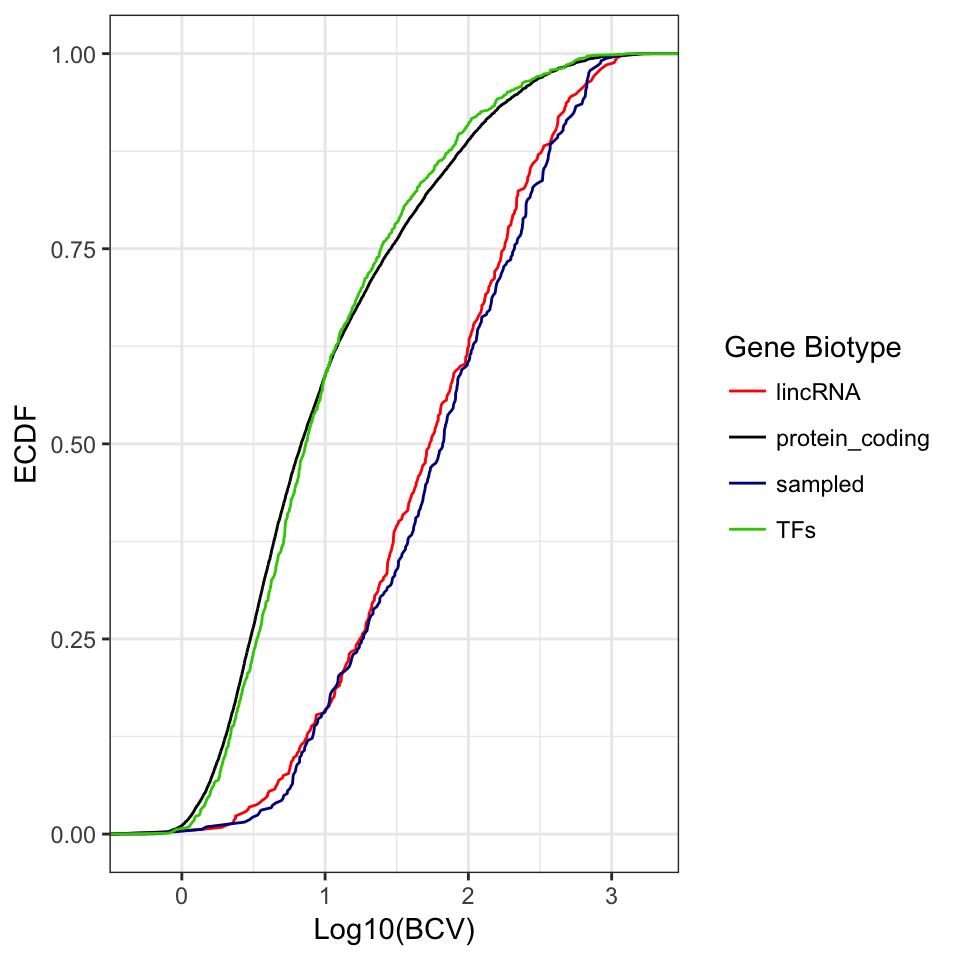 1.00
0.75
0.50
0.25
0.00
ECDF
0 1 2 3
Log10(BCV)
Gene Biotype
lincRNA
protein_coding
sampled
TFs